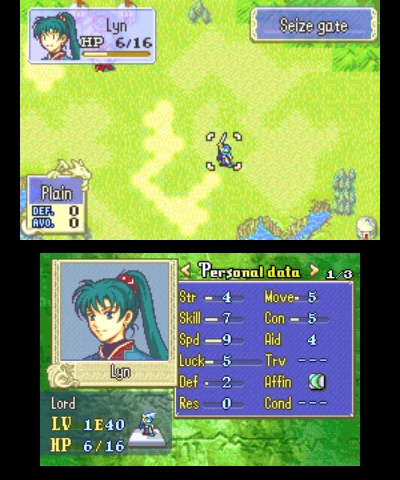 Lyn
HP 6/16
Seize gate
Plain
DEF. 0
AVO. 0
Personal data 1/3
Str 4 Move 5
Skill 7 Con 5
Spd 9 Aid 4
Luck 5 Trv ---
Def 2 Affin
Res 0 Cond ---
Lyn
Lord
LV 1 E 40
HP 6/16